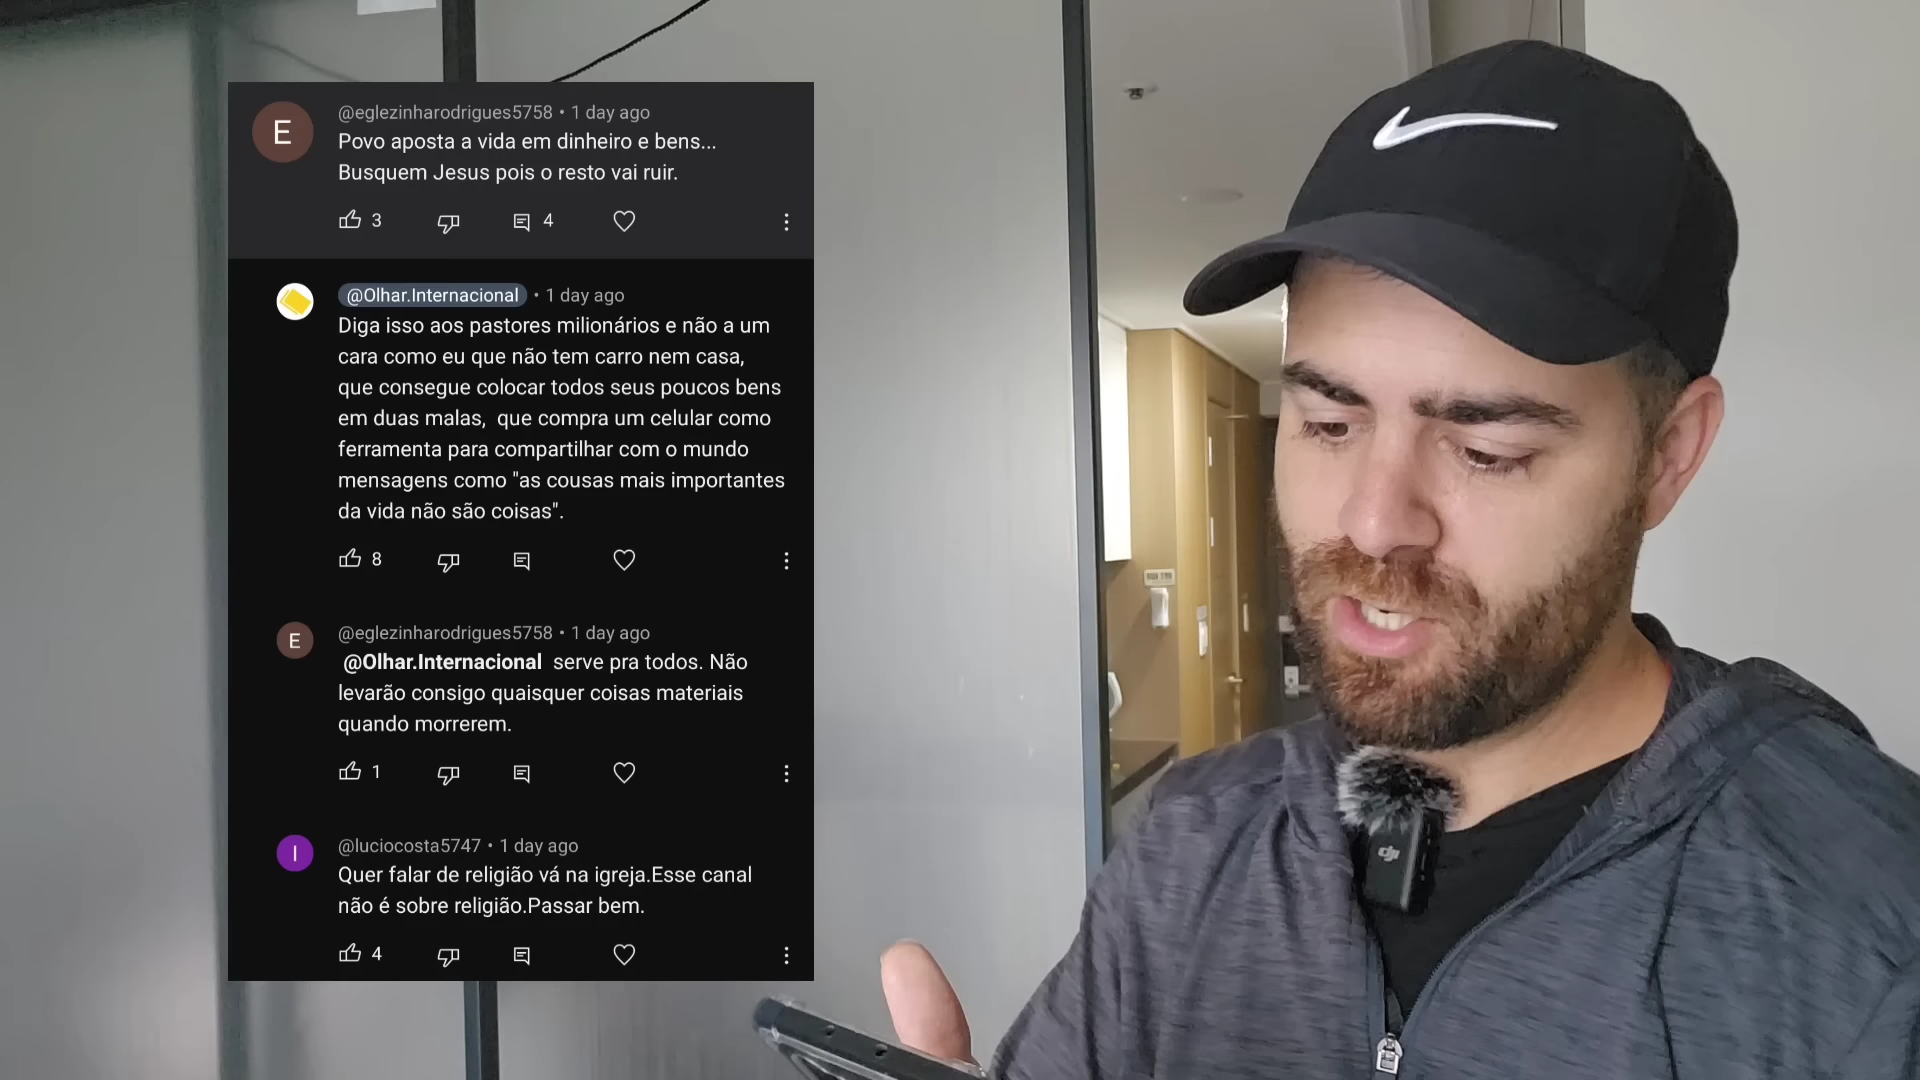 E
@eglezinharodrigues5758 • 1 day ago
Povo aposta a vida em dinheiro e bens...
Busquem Jesus pois o resto vai ruir.
3
4
@Olhar.Internacional • 1 day ago
Diga isso aos pastores milionários e não a um
cara como eu que não tem carro nem casa,
que consegue colocar todos seus poucos bens
em duas malas,  que compra um celular como
ferramenta para compartilhar com o mundo
mensagens como "as cousas mais importantes
da vida não são coisas".
8
E
@eglezinharodrigues5758 • 1 day ago
@Olhar.Internacional  serve pra todos. Não
levarão consigo quaisquer coisas materiais
quando morrerem.
1
l
@luciocosta5747 • 1 day ago
Quer falar de religião vá na igreja.Esse canal
não é sobre religião.Passar bem.
4
dji